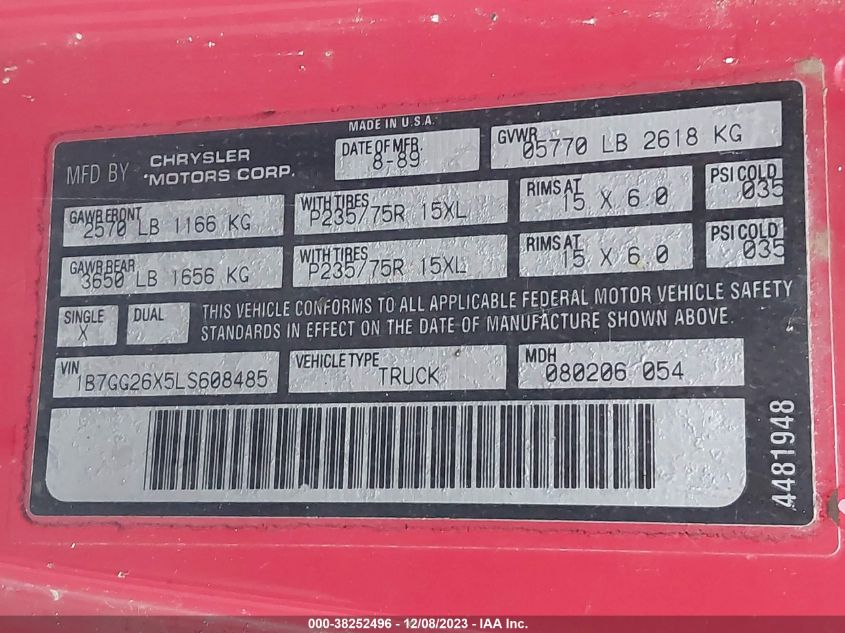 MADE IN U.S.A.
MFD BY CHRYSLER MOTORS CORP. DATE OF MFR. 8-89 GVWR 05770 LB 2618 KG
GAWR FRONT 2570 LB 1166 KG WITH TIRES P235/75R 15XL RIMS AT 15 X 6.0 PSI COLD 035
GAWR REAR 3650 LB 1656 KG WITH TIRES P235/75R 15XL RIMS AT 15 X 6.0 PSI COLD 035
SINGLE X DUAL THIS VEHICLE CONFORMS TO ALL APPLICABLE FEDERAL MOTOR VEHICLE SAFETY
STANDARDS IN EFFECT ON THE DATE OF MANUFACTURE SHOWN ABOVE.
VIN 1B7GG26X5LS608485 VEHICLE TYPE TRUCK MDH 080206 054
4481948
000-38252496 - 12/08/2023 - IAA Inc.